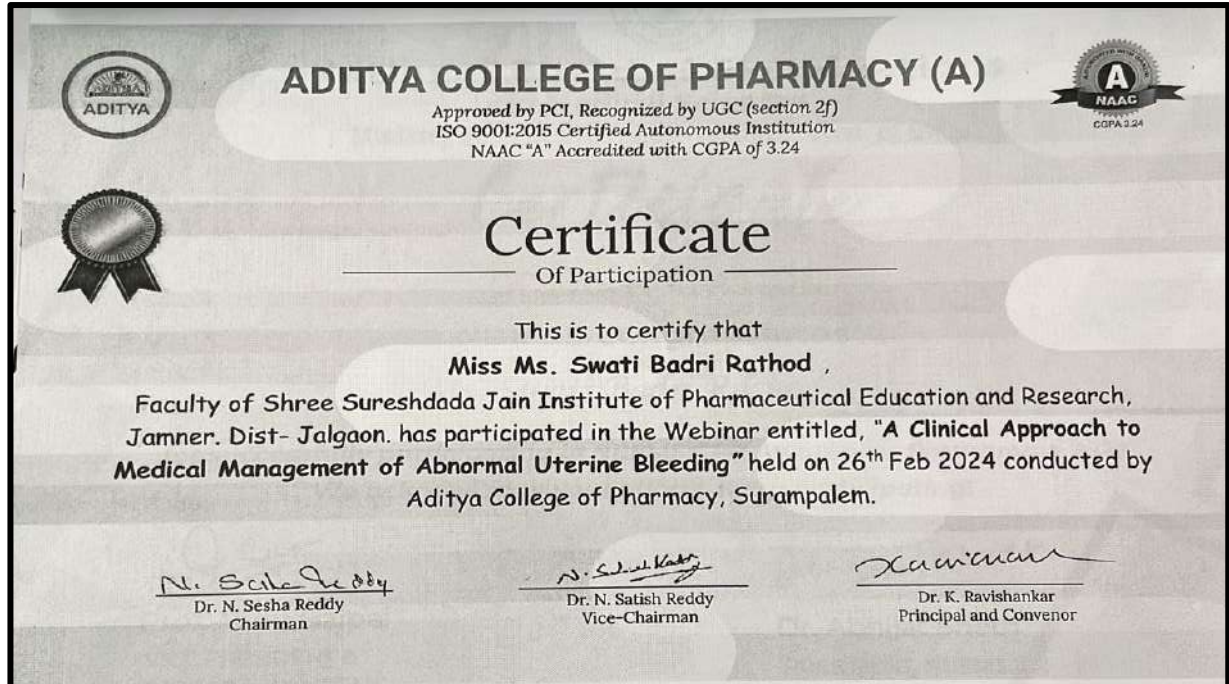 ADITYA
ADITYA COLLEGE OF PHARMACY (A)
Approved by PCI, Recognized by UGC (section 2f)
ISO 9001:2015 Certified Autonomous Institution
NAAC "A" Accredited with CGPA of 3.24
A
NAAC
CGPA 3.24
Certificate
Of Participation
This is to certify that
Miss Ms. Swati Badri Rathod ,
Faculty of Shree Sureshdada Jain Institute of Pharmaceutical Education and Research,
Jamner. Dist- Jalgaon. has participated in the Webinar entitled, "A Clinical Approach to
Medical Management of Abnormal Uterine Bleeding" held on 26th Feb 2024 conducted by
Aditya College of Pharmacy, Surampalem.
Dr. N. Sesha Reddy
Chairman
Dr. N. Satish Reddy
Vice-Chairman
Dr. K. Ravishankar
Principal and Convenor